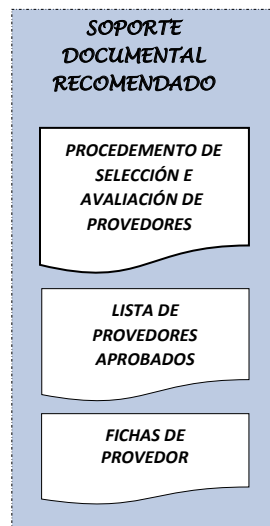 SOPORTE
DOCUMENTAL
RECOMENDADO
PROCEDEMENTO DE
SELECCIÓN E
AVALIACIÓN DE
PROVEDORES
LISTA DE
PROVEDORES
APROBADOS
FICHAS DE
PROVEDOR